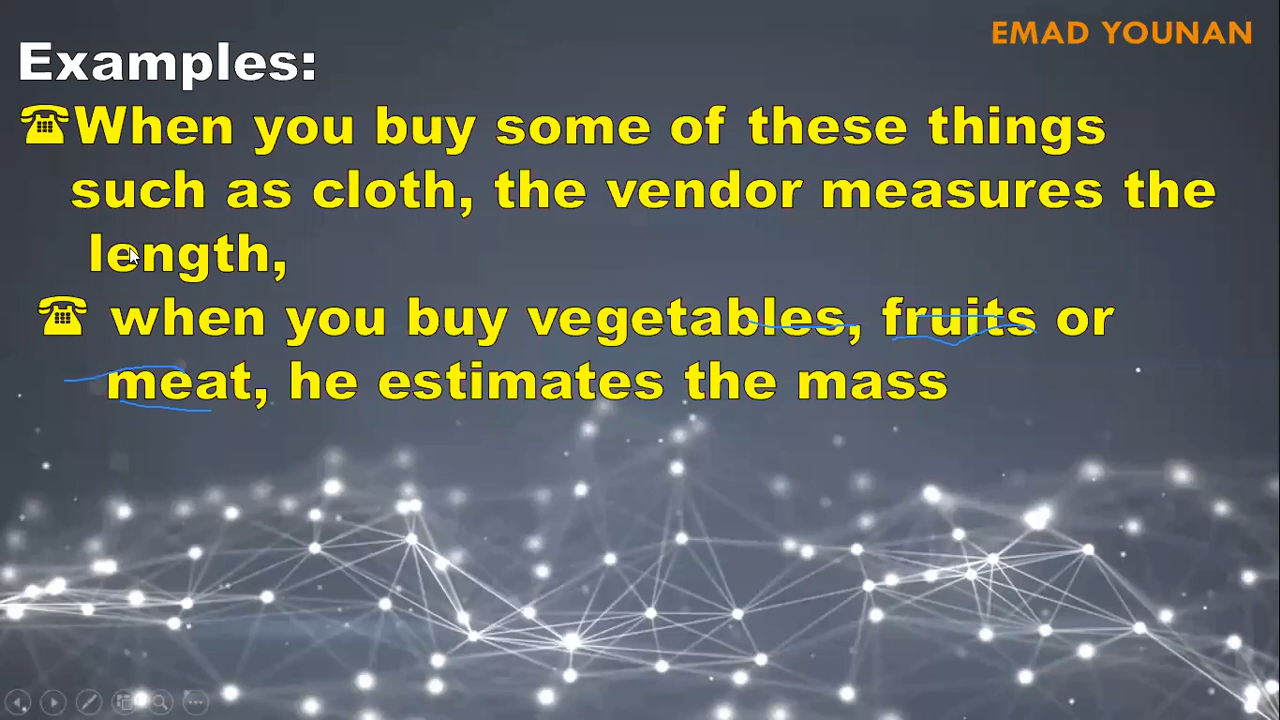 EMAD YOUNAN
Examples:
☎When you buy some of these things
such as cloth, the vendor measures the
length,
☎ when you buy vegetables, fruits or
meat, he estimates the mass